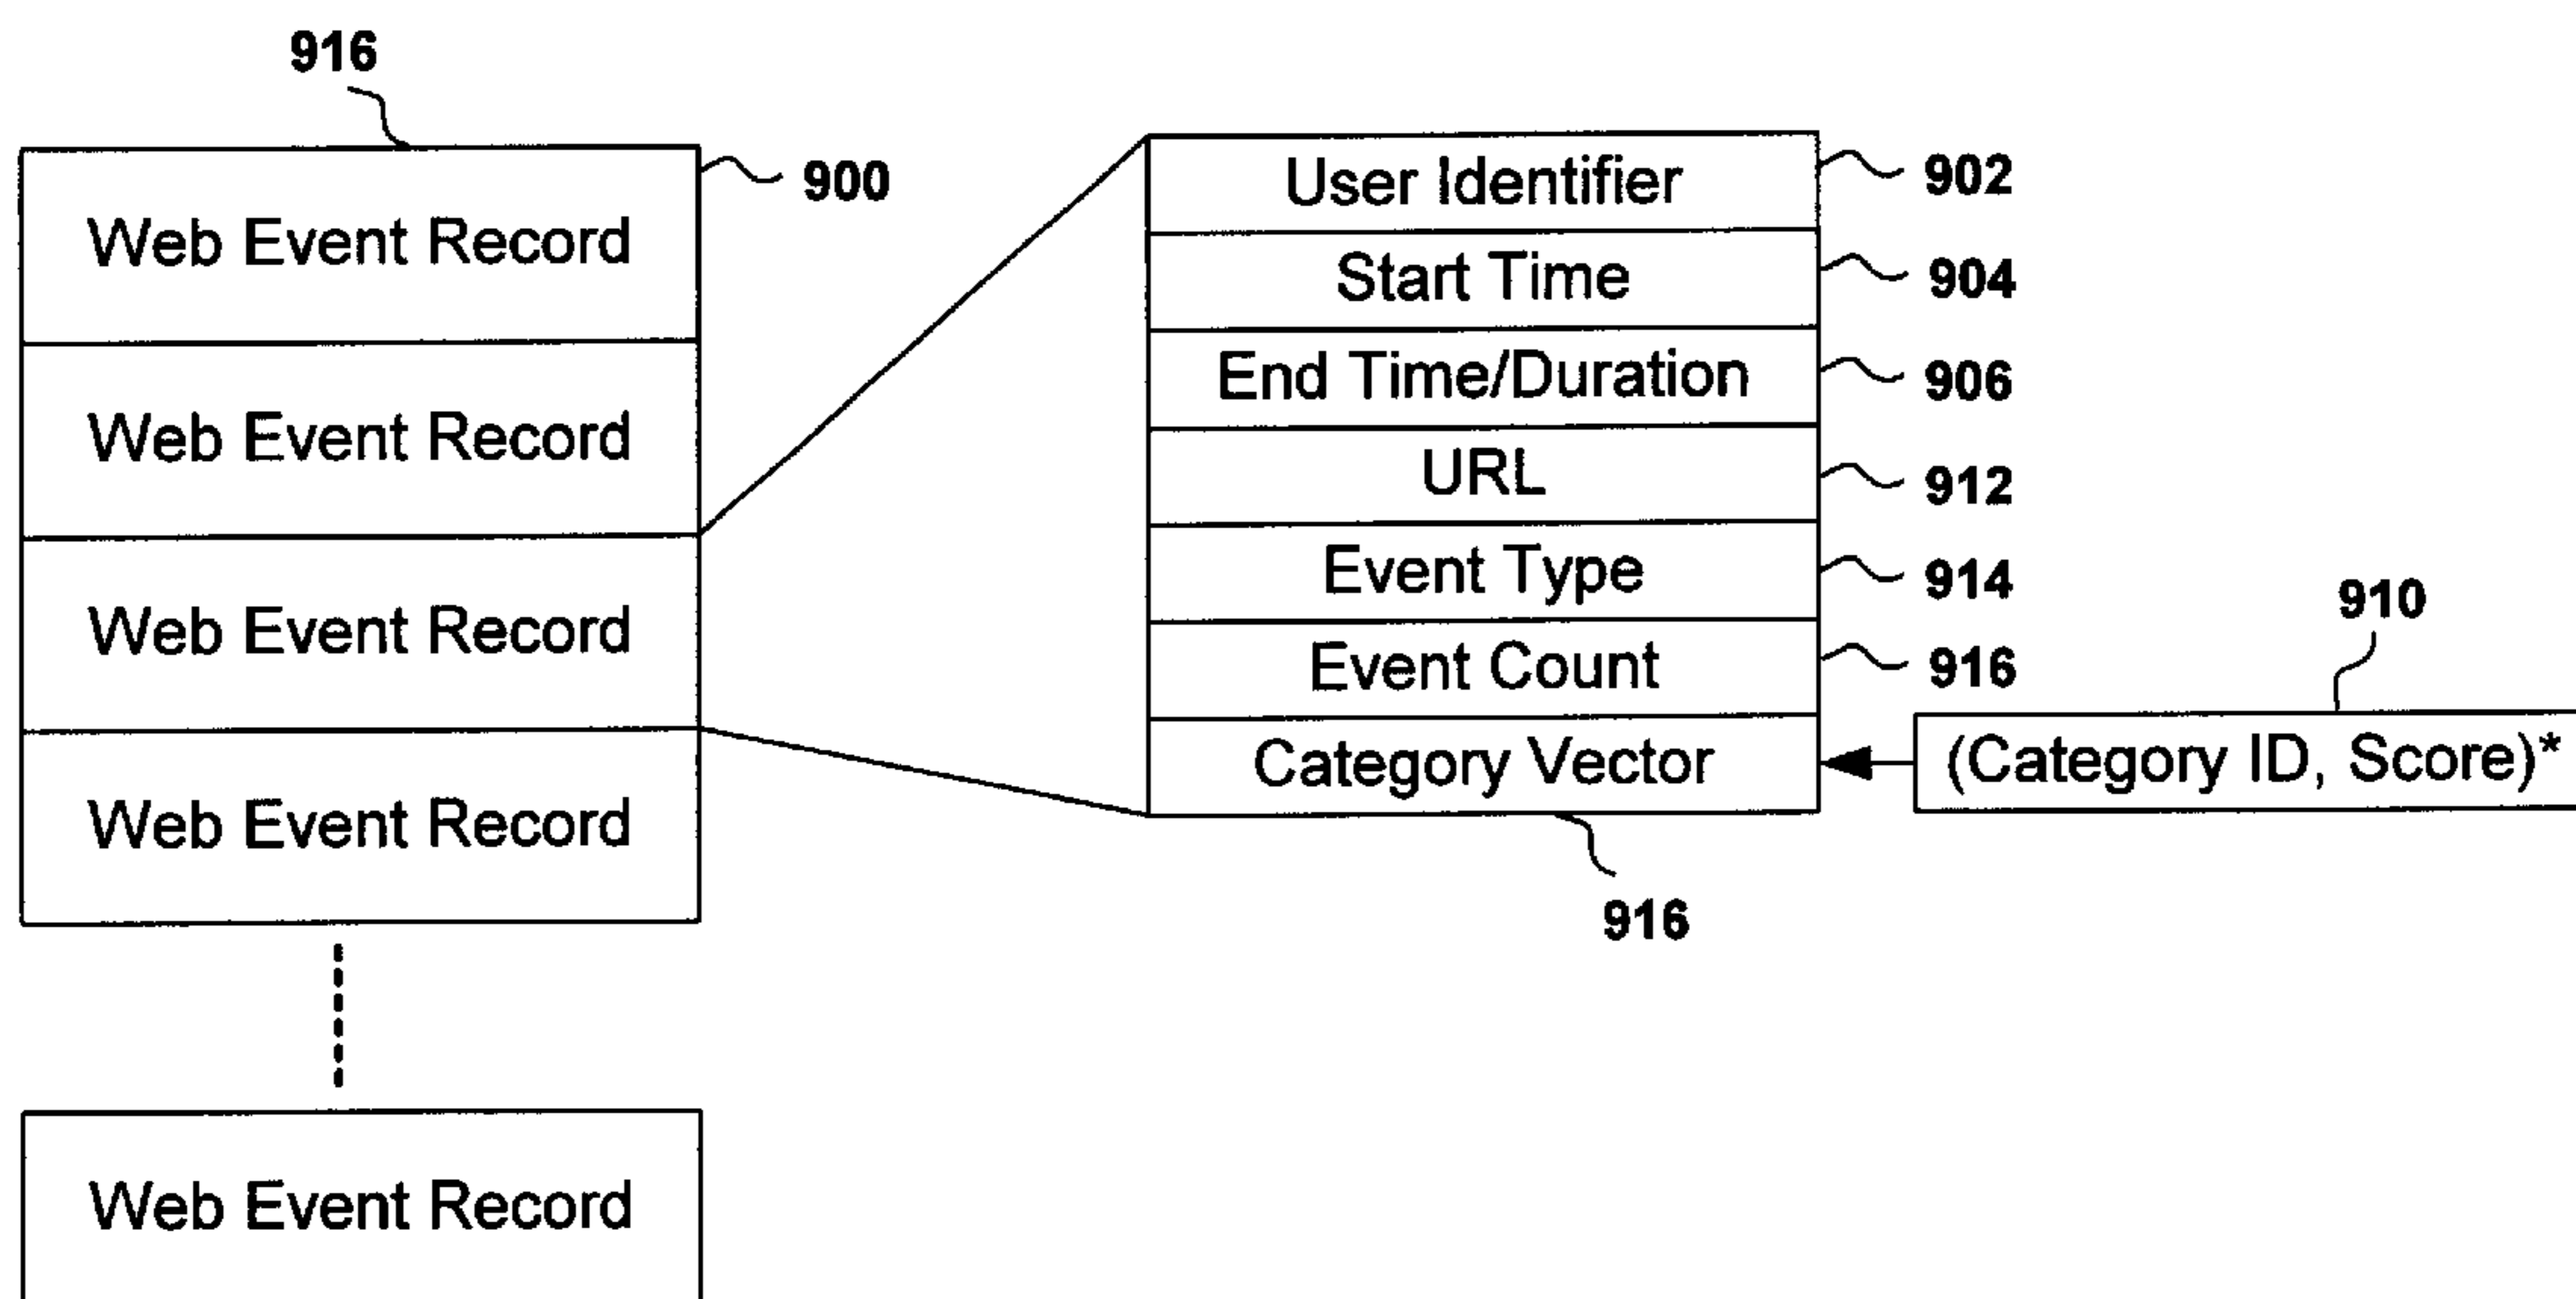 916
900
Web Event Record
Web Event Record
Web Event Record
Web Event Record
Web Event Record
User Identifier
902
Start Time
904
End Time/Duration
906
URL
912
Event Type
914
Event Count
916
Category Vector
916
910
(Category ID, Score)*